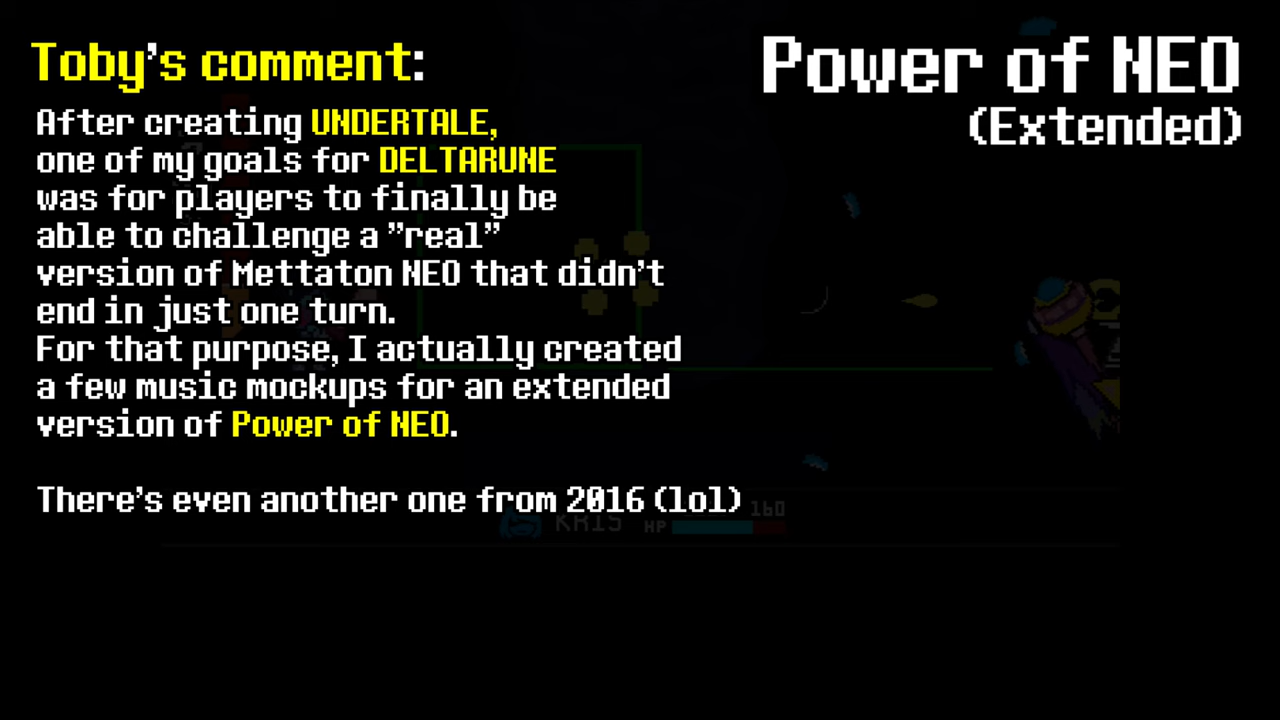 Toby's comment:
Power of NEO
(Extended)
After creating UNDERTALE,
one of my goals for DELTARUNE
was for players to finally be
able to challenge a "real"
version of Mettaton NEO that didn't
end in just one turn.
For that purpose, I actually created
a few music mockups for an extended
version of Power of NEO.
There's even another one from 2016 (lol)
160
KRIS HP